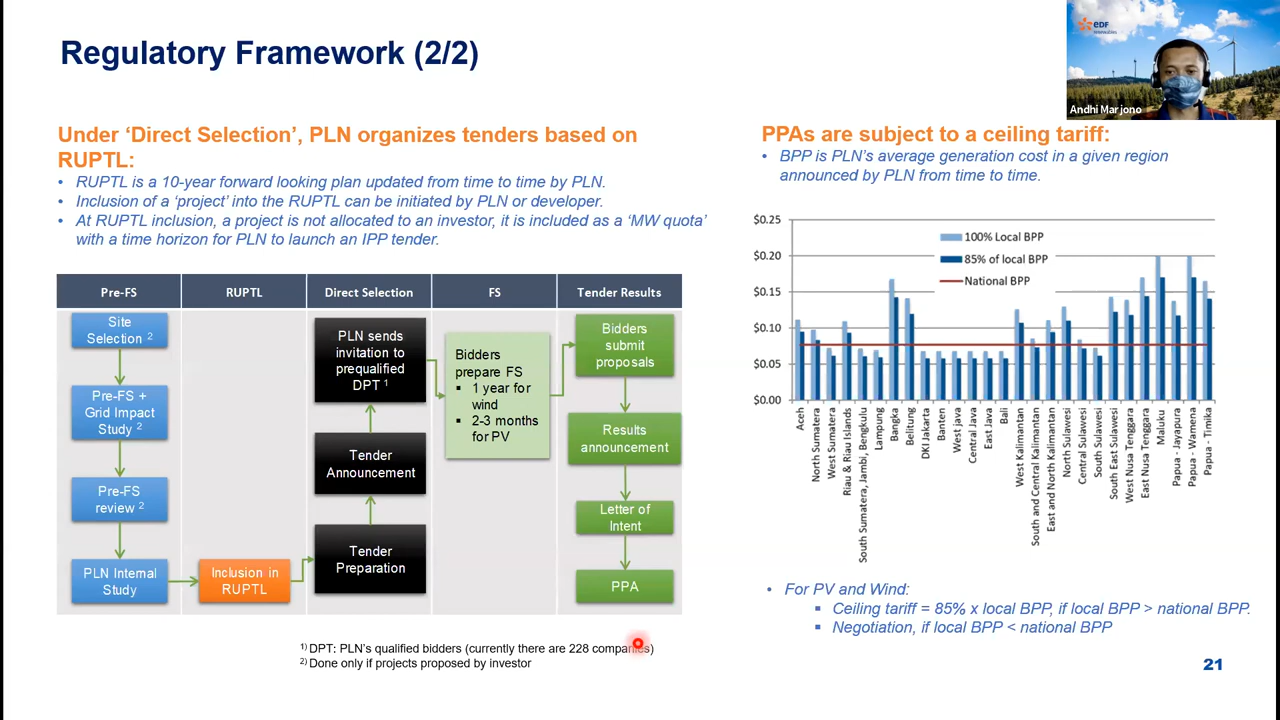 Regulatory Framework (2/2)
eDF
renewables
Andhi Marjono
Under ‘Direct Selection’, PLN organizes tenders based on
RUPTL:
• RUPTL is a 10-year forward looking plan updated from time to time by PLN.
• Inclusion of a ‘project’ into the RUPTL can be initiated by PLN or developer.
• At RUPTL inclusion, a project is not allocated to an investor, it is included as a ‘MW quota’
with a time horizon for PLN to launch an IPP tender.
Pre-FS
RUPTL
Direct Selection
FS
Tender Results
Site
Selection 2
Pre-FS +
Grid Impact
Study 2
Pre-FS
review 2
PLN Internal
Study
Inclusion in
RUPTL
PLN sends
invitation to
prequalified
DPT 1
Tender
Announcement
Tender
Preparation
Bidders
prepare FS
▪ 1 year for
wind
▪ 2-3 months
for PV
Bidders
submit
proposals
Results
announcement
Letter of
Intent
PPA
1) DPT: PLN’s qualified bidders (currently there are 228 companies)
2) Done only if projects proposed by investor
PPAs are subject to a ceiling tariff:
• BPP is PLN’s average generation cost in a given region
announced by PLN from time to time.
$0.25
$0.20
$0.15
$0.10
$0.05
$0.00
100% Local BPP
85% of local BPP
National BPP
Aceh
North Sumatera
West Sumatera
Riau & Riau Islands
South Sumatera, Jambi, Bengkulu
Lampung
Bangka
Belitung
DKI Jakarta
Banten
West java
Central Java
East Java
Bali
West Kalimantan
South and Central Kalimantan
East and North Kalimantan
North Sulawesi
Central Sulawesi
South Sulawesi
South East Sulawesi
West Nusa Tenggara
East Nusa Tenggara
Maluku
Papua - Jayapura
Papua - Wamena
Papua - Timika
• For PV and Wind:
▪ Ceiling tariff = 85% x local BPP, if local BPP > national BPP.
▪ Negotiation, if local BPP < national BPP
21